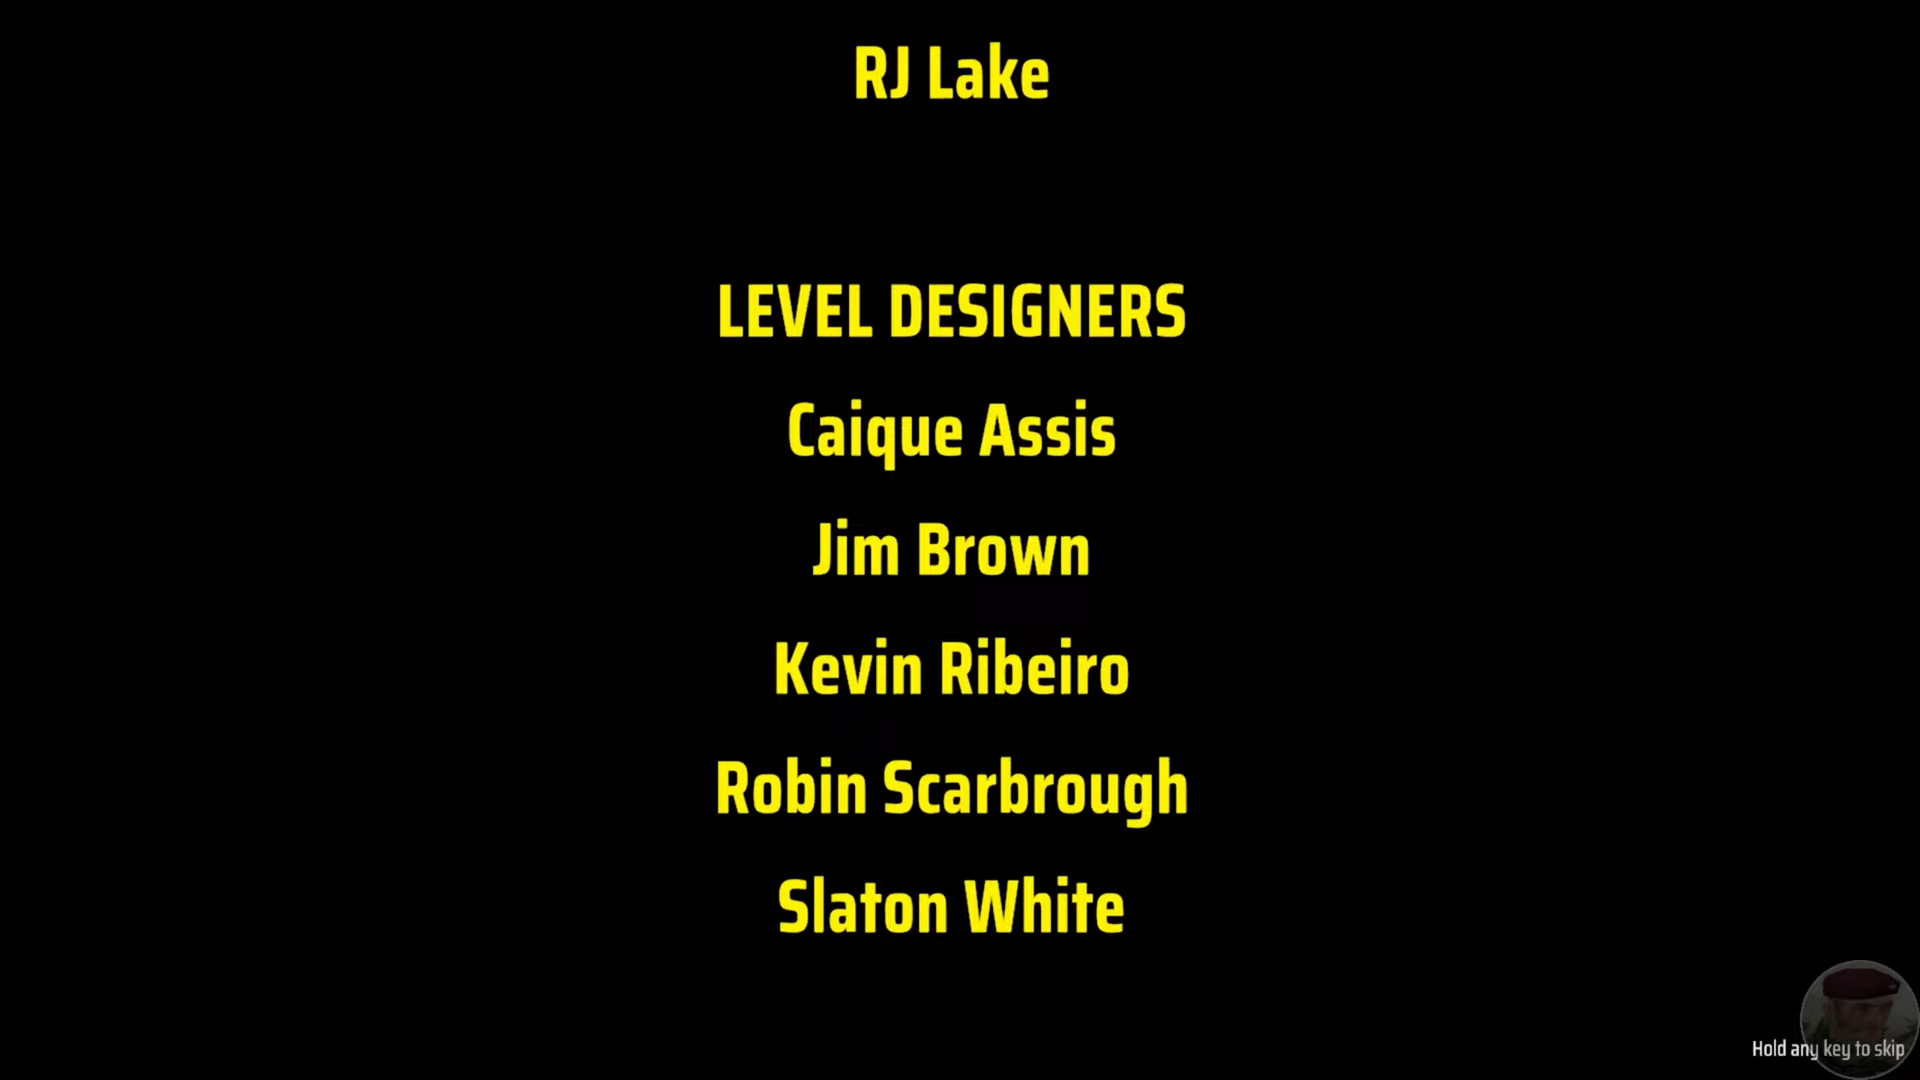 RJ Lake
LEVEL DESIGNERS
Caique Assis
Jim Brown
Kevin Ribeiro
Robin Scarbrough
Slaton White
Hold any key to skip